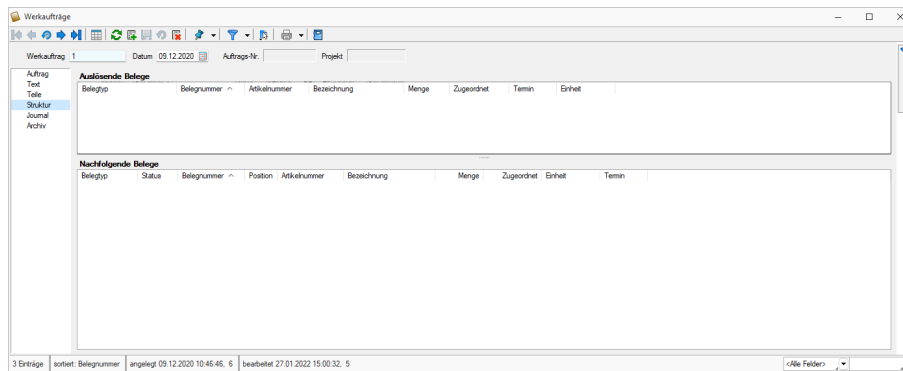 Werkaufträge
Werkauftrag 1 Datum 09.12.2020 Auftrags-Nr. Projekt
Auftrag
Text
Teile
Struktur
Journal
Archiv
Auslösende Belege
Belegtyp Belegnummer Artikelnummer Bezeichnung Menge Zugeordnet Termin Einheit
Nachfolgende Belege
Belegtyp Status Belegnummer Position Artikelnummer Bezeichnung Menge Zugeordnet Einheit Termin
3 Einträge sortiert: Belegnummer angelegt 09.12.2020 10:46:46, 6 bearbeitet 27.01.2022 15:00:32, 5 <Alle Felder>